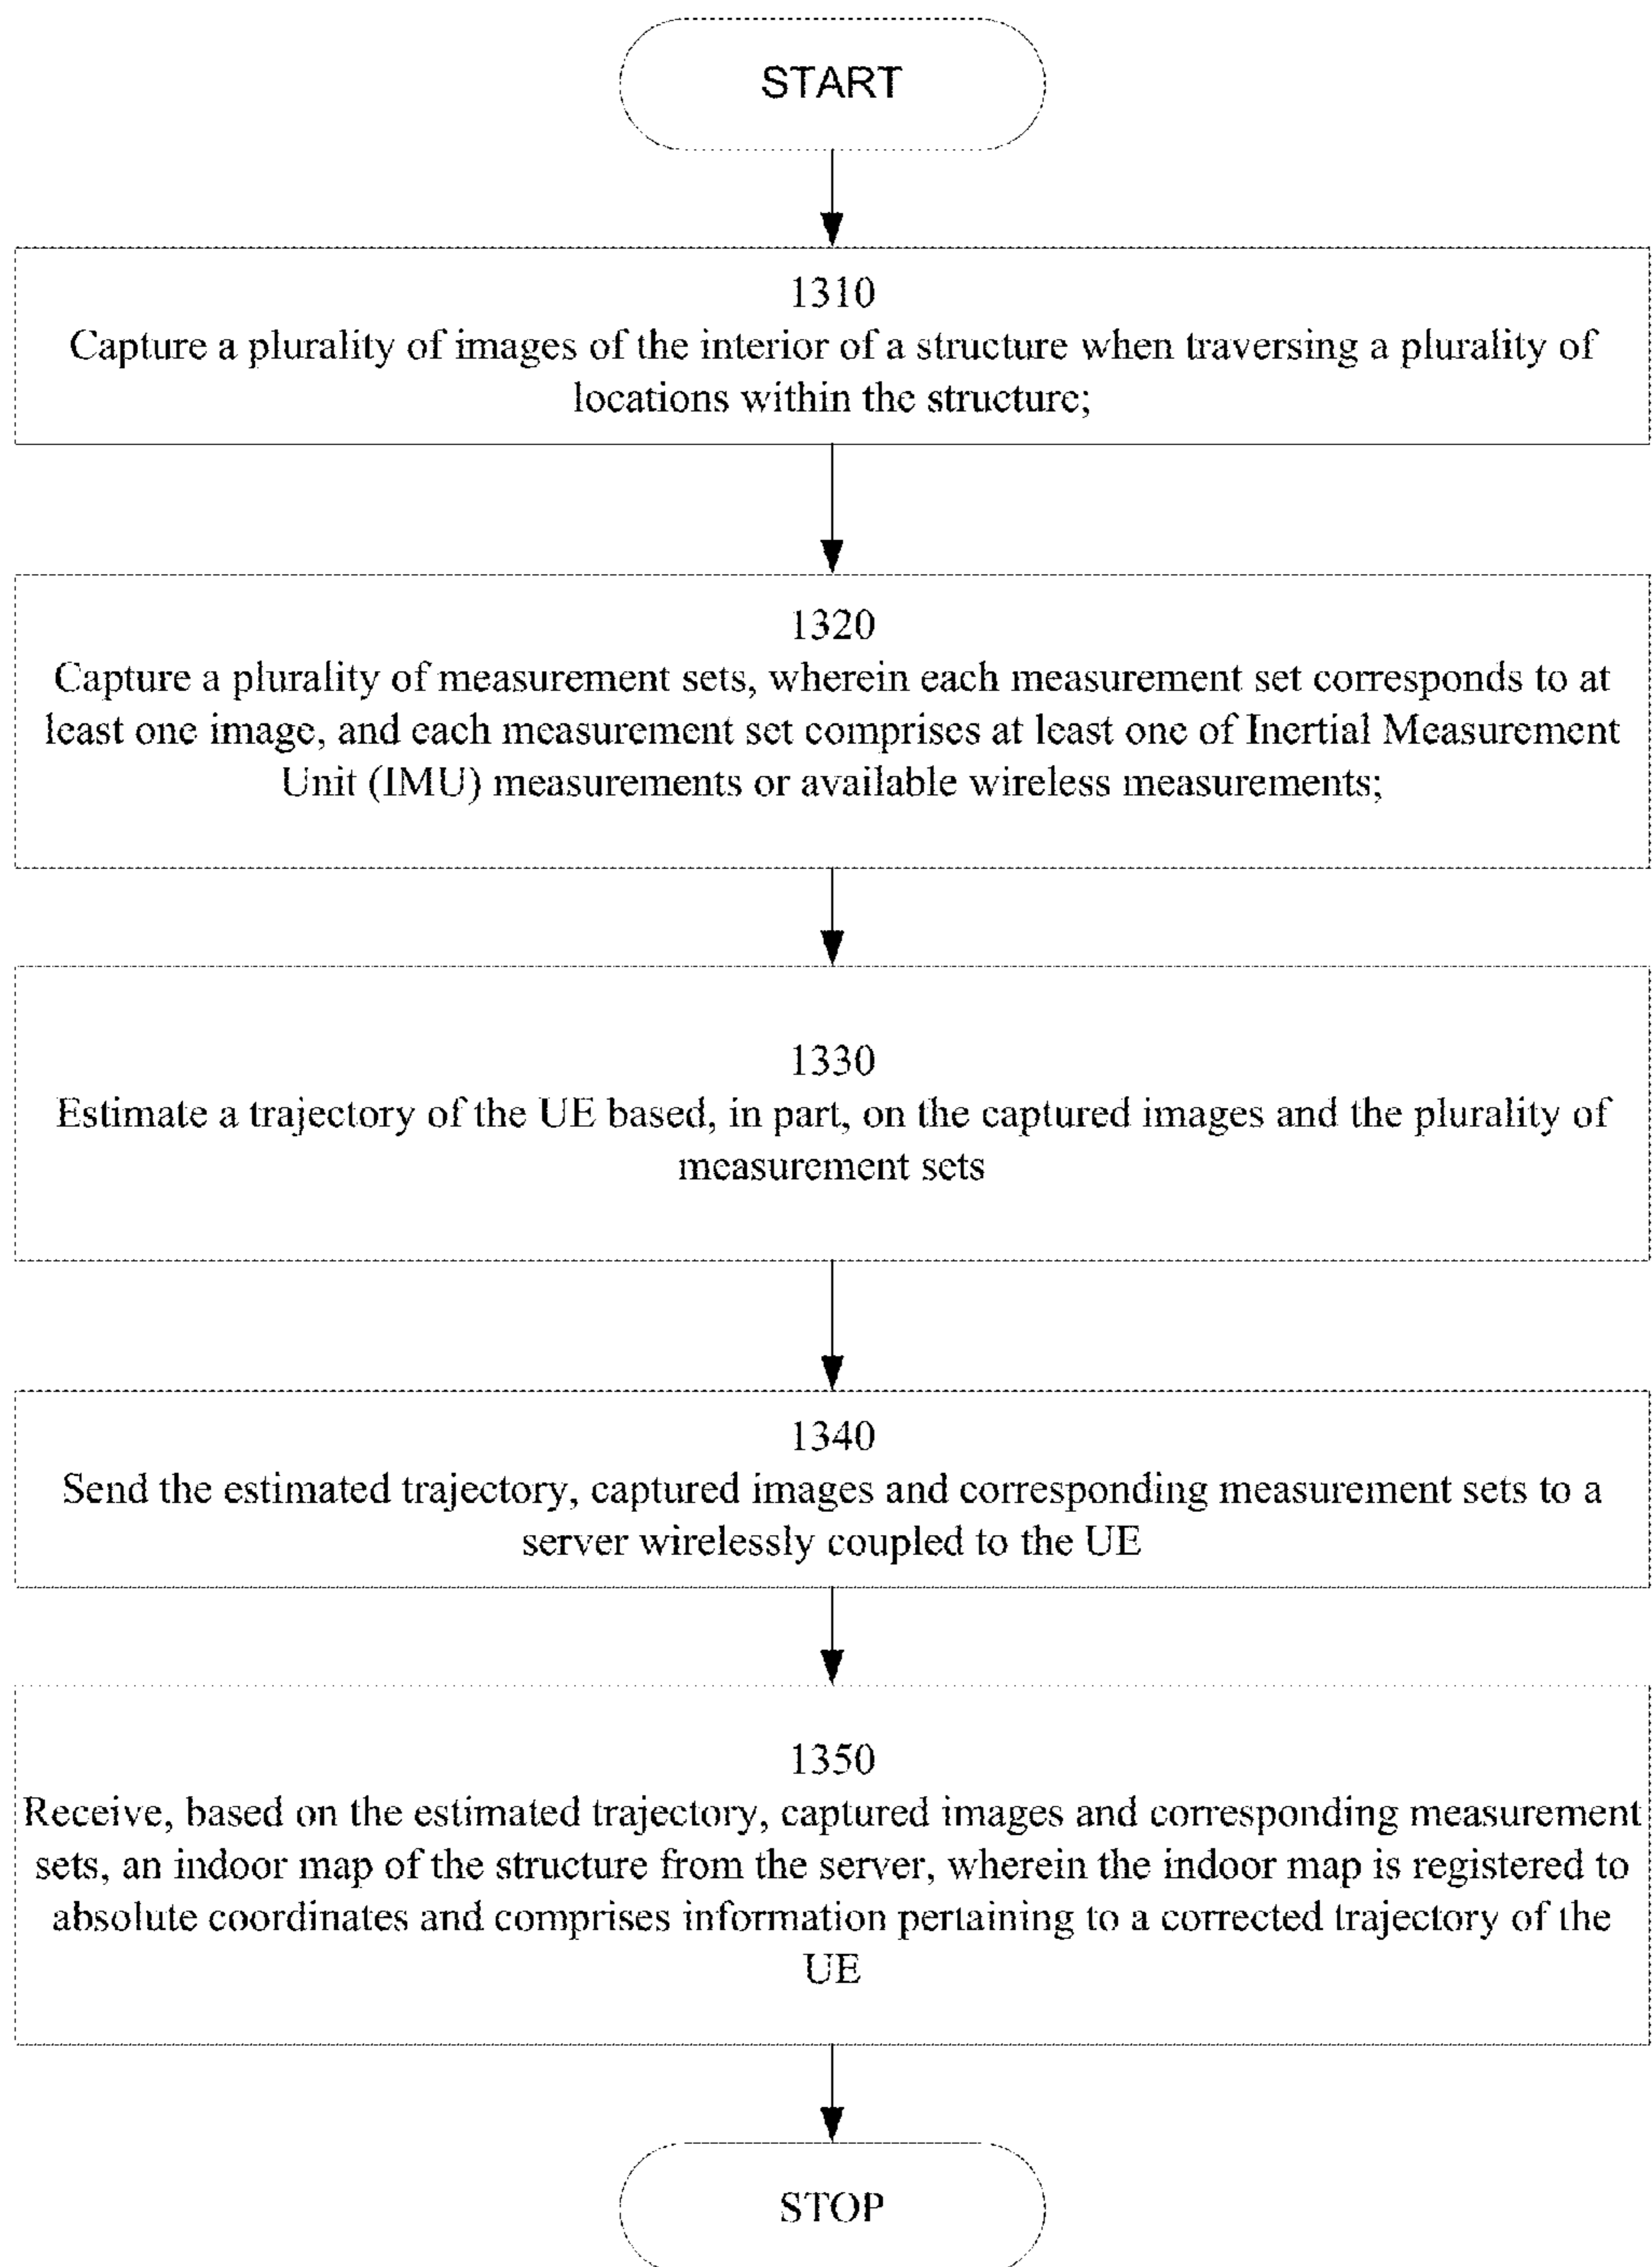 START
1310
Capture a plurality of images of the interior of a structure when traversing a plurality of
locations within the structure;
1320
Capture a plurality of measurement sets, wherein each measurement set corresponds to at
least one image, and each measurement set comprises at least one of Inertial Measurement
Unit (IMU) measurements or available wireless measurements;
1330
Estimate a trajectory of the UE based, in part, on the captured images and the plurality of
measurement sets
1340
Send the estimated trajectory, captured images and corresponding measurement sets to a
server wirelessly coupled to the UE
1350
Receive, based on the estimated trajectory, captured images and corresponding measurement
sets, an indoor map of the structure from the server, wherein the indoor map is registered to
absolute coordinates and comprises information pertaining to a corrected trajectory of the
UE
STOP